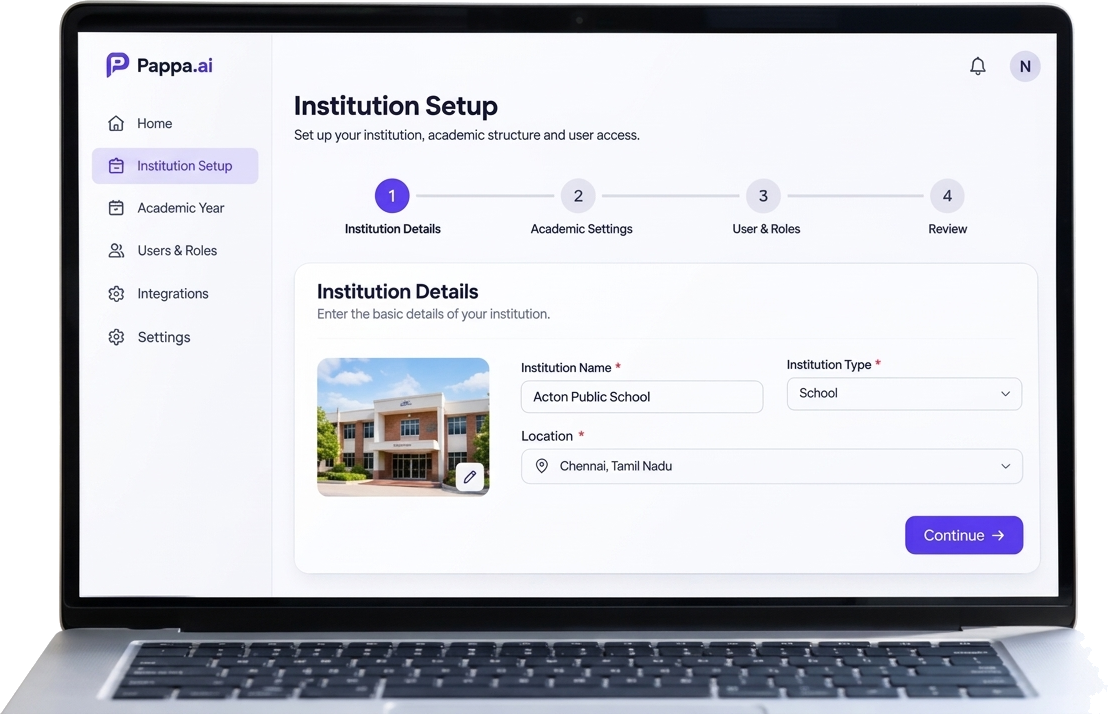 Pappa.ai
Home
Institution Setup
Academic Year
Users & Roles
Integrations
Settings
N
Institution Setup
Set up your institution, academic structure and user access.
1
2
3
4
Institution Details
Academic Settings
User & Roles
Review
Institution Details
Enter the basic details of your institution.
Institution Name *
Acton Public School
Institution Type *
School
Location *
Chennai, Tamil Nadu
Continue →